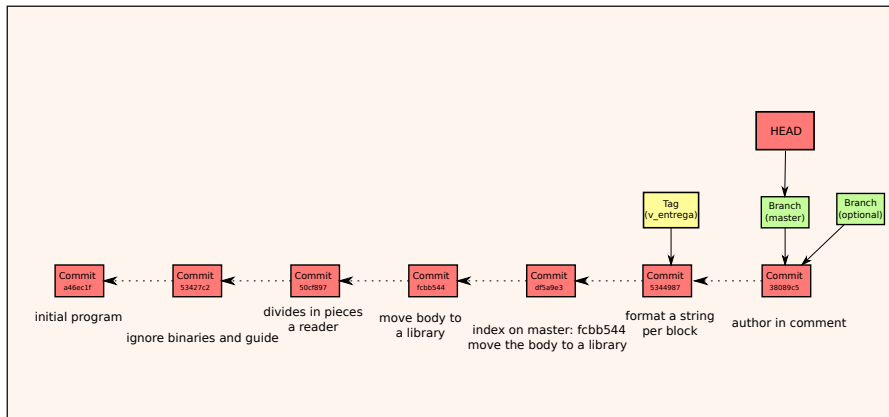 HEAD
Tag
(v_entrega)
Branch
(master)
Branch
(optional)
Commit
a46ec1f
Commit
53427c2
Commit
50cf897
Commit
fcbb544
Commit
df5a9e3
Commit
5344987
Commit
38089c5
initial program
ignore binaries and guide
divides in pieces
a reader
move body to
a library
index on master: fcbb544
move the body to a library
format a string
per block
author in comment